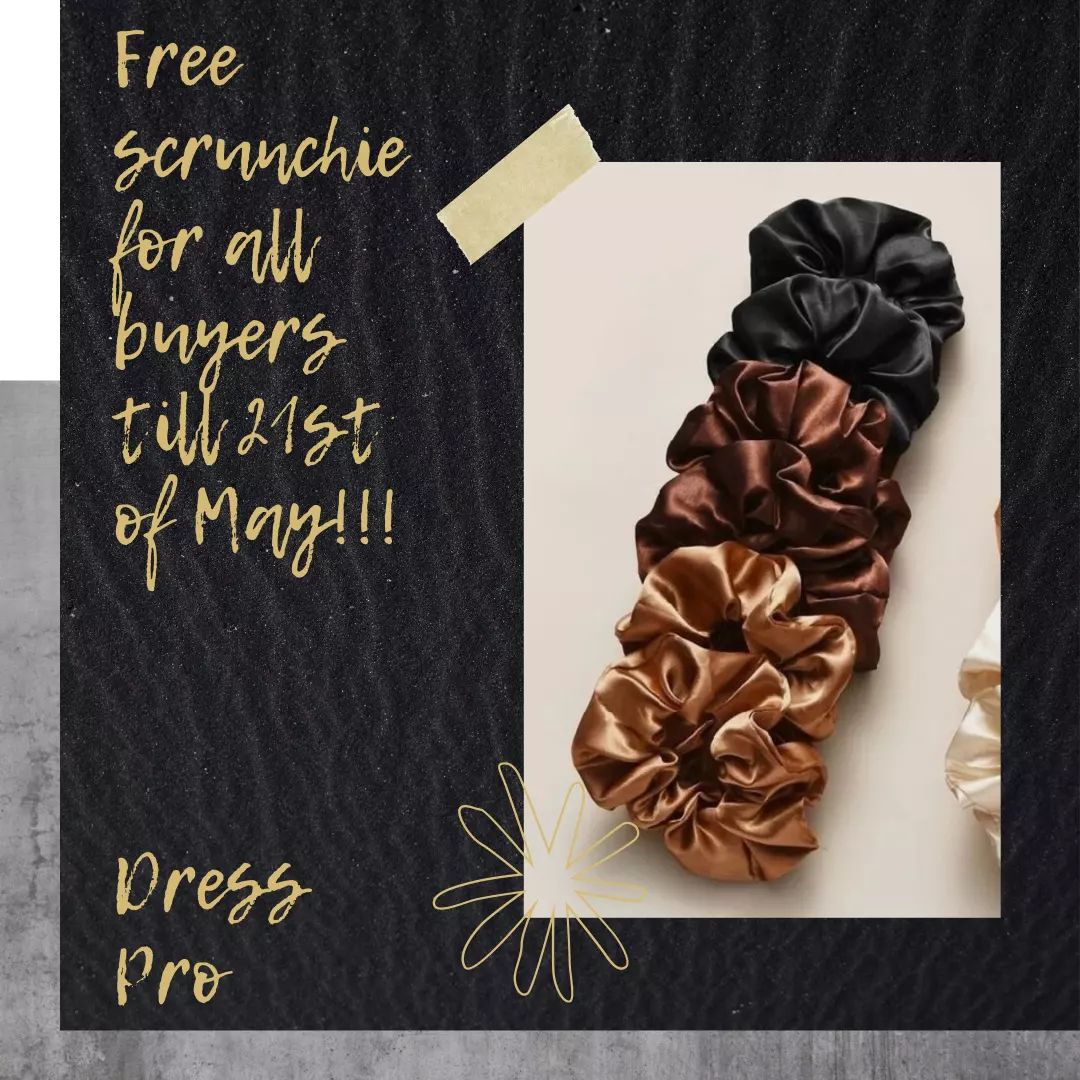 Free
scrunchie
for all
buyers
till 21st
of May!!!
Dress
Pro